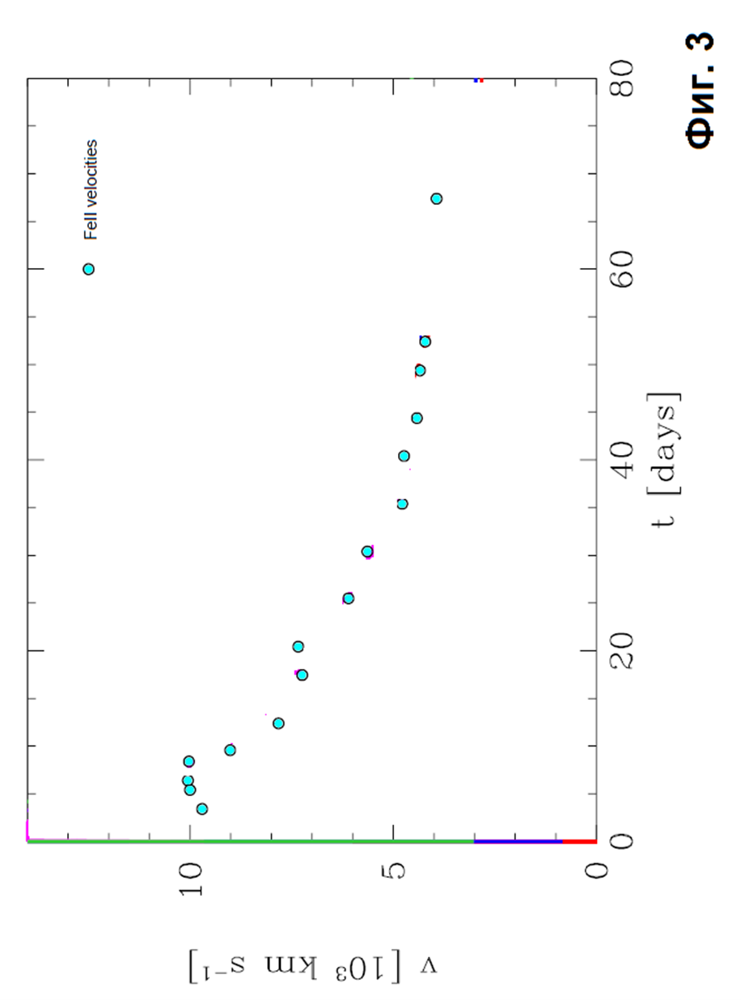 v [10³ km s⁻¹]
10
5
0
FeII velocities
0 20 40 60 80
t [days]
Фиг. 3